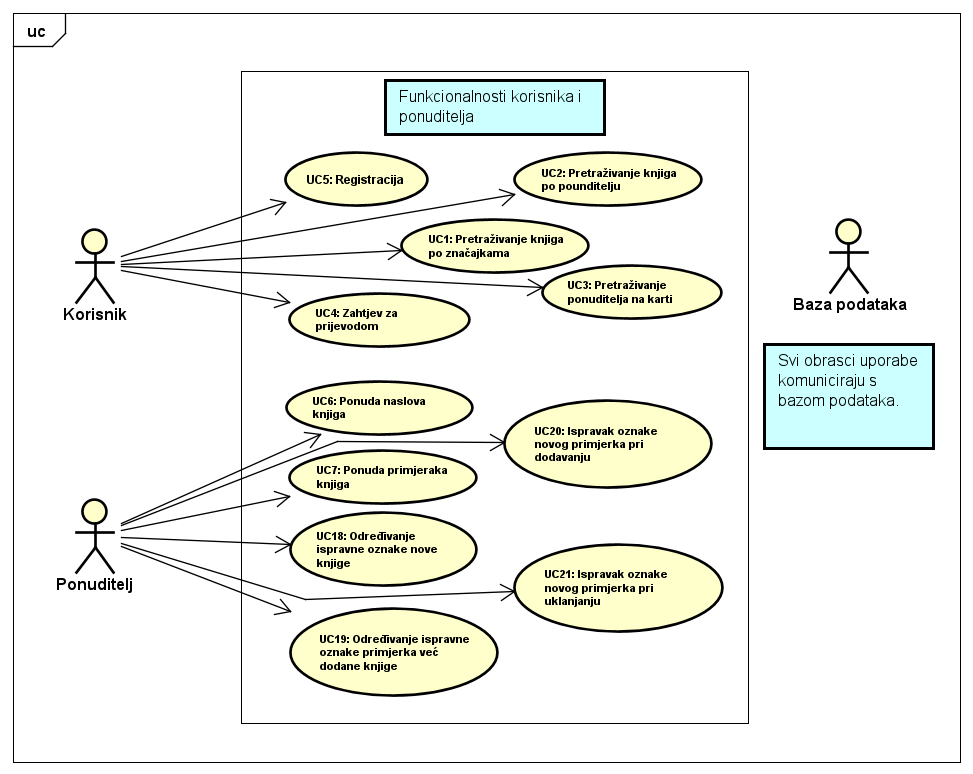 uc
Funkcionalnosti korisnika i
ponuditelja
UC5: Registracija
UC2: Pretraživanje knjiga
po pounditelju
UC1: Pretraživanje knjiga
po značajkama
UC3: Pretraživanje
ponuditelja na karti
UC4: Zahtjev za
prijevodom
Korisnik
Baza podataka
Svi obrasci uporabe
komuniciraju s
bazom podataka.
UC6: Ponuda naslova
knjiga
UC20: Ispravak oznake
novog primjerka pri
dodavanju
UC7: Ponuda primjeraka
knjiga
UC18: Određivanje
ispravne oznake nove
knjige
Ponuditelj
UC21: Ispravak oznake
novog primjerka pri
uklanjanju
UC19: Određivanje ispravne
oznake primjerka već
dodane knjige